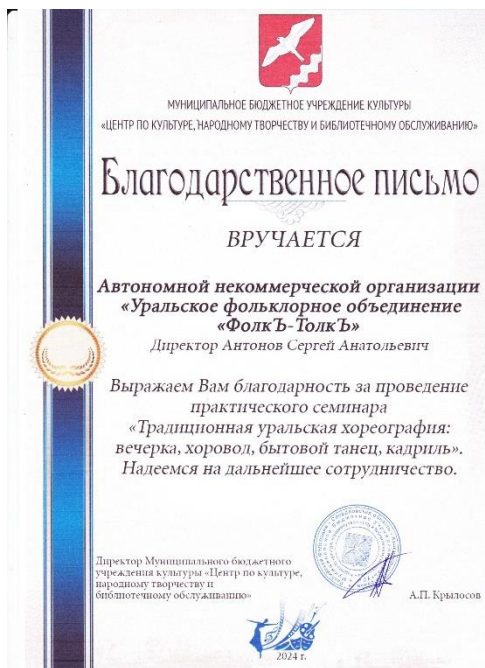 МУНИЦИПАЛЬНОЕ БЮДЖЕТНОЕ УЧРЕЖДЕНИЕ КУЛЬТУРЫ
«ЦЕНТР ПО КУЛЬТУРЕ, НАРОДНОМУ ТВОРЧЕСТВУ И БИБЛИОТЕЧНОМУ ОБСЛУЖИВАНИЮ»
Благодарственное письмо
ВРУЧАЕТСЯ
Автономной некоммерческой организации
«Уральское фольклорное объединение
«ФолкЪ-ТолкЪ»
Директор Антонов Сергей Анатольевич
Выражаем Вам благодарность за проведение
практического семинара
«Традиционная уральская хореография:
вечерка, хоровод, бытовой танец, кадриль».
Надеемся на дальнейшее сотрудничество.
Директор Муниципального бюджетного
учреждения культуры «Центр по культуре,
народному творчеству и
библиотечному обслуживанию»
А.П. Крылосов
2024 г.